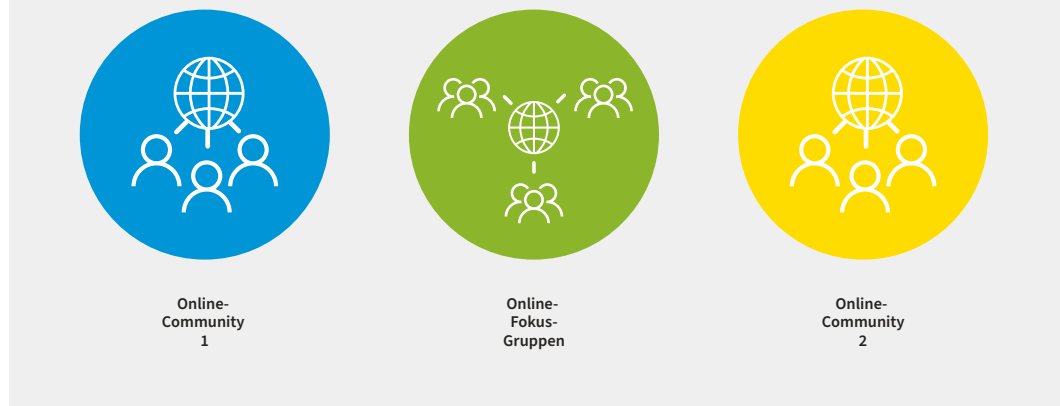 Online-
Community
1
Online-
Fokus-
Gruppen
Online-
Community
2